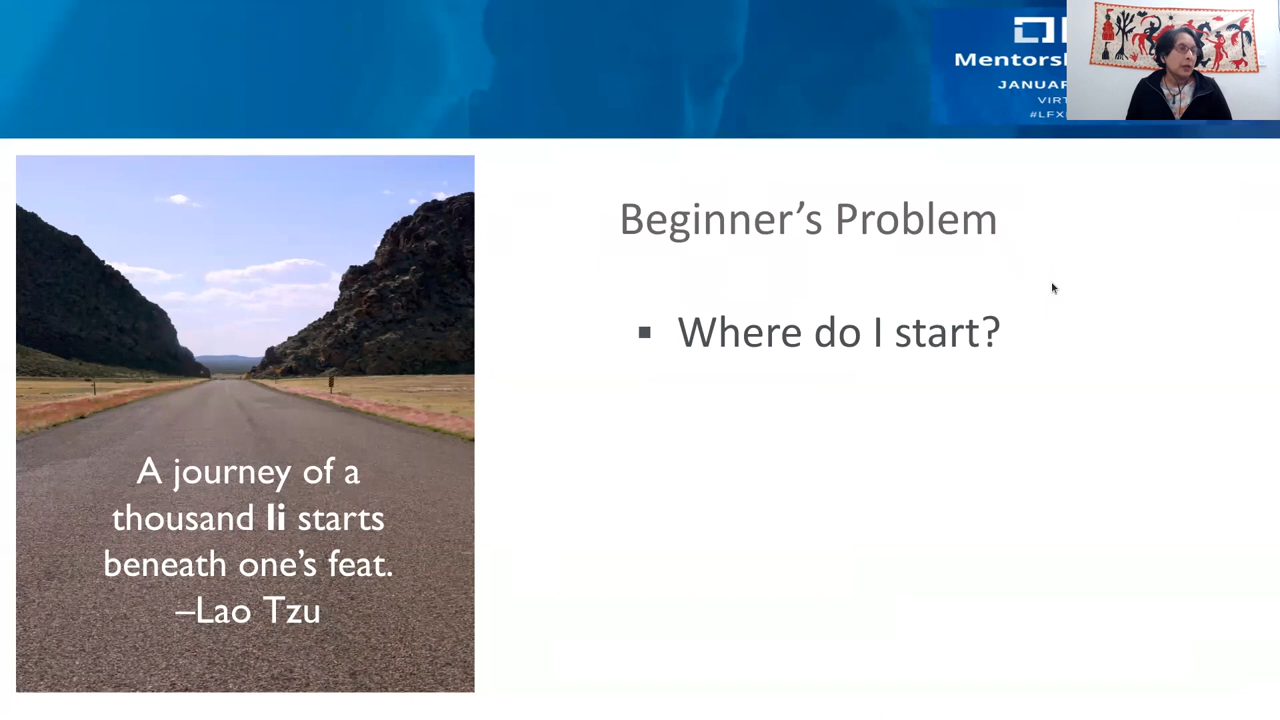 Mentors
JANUAR
VIRT
#LFX
Beginner’s Problem
▪ Where do I start?
A journey of a
thousand li starts
beneath one’s feat.
–Lao Tzu